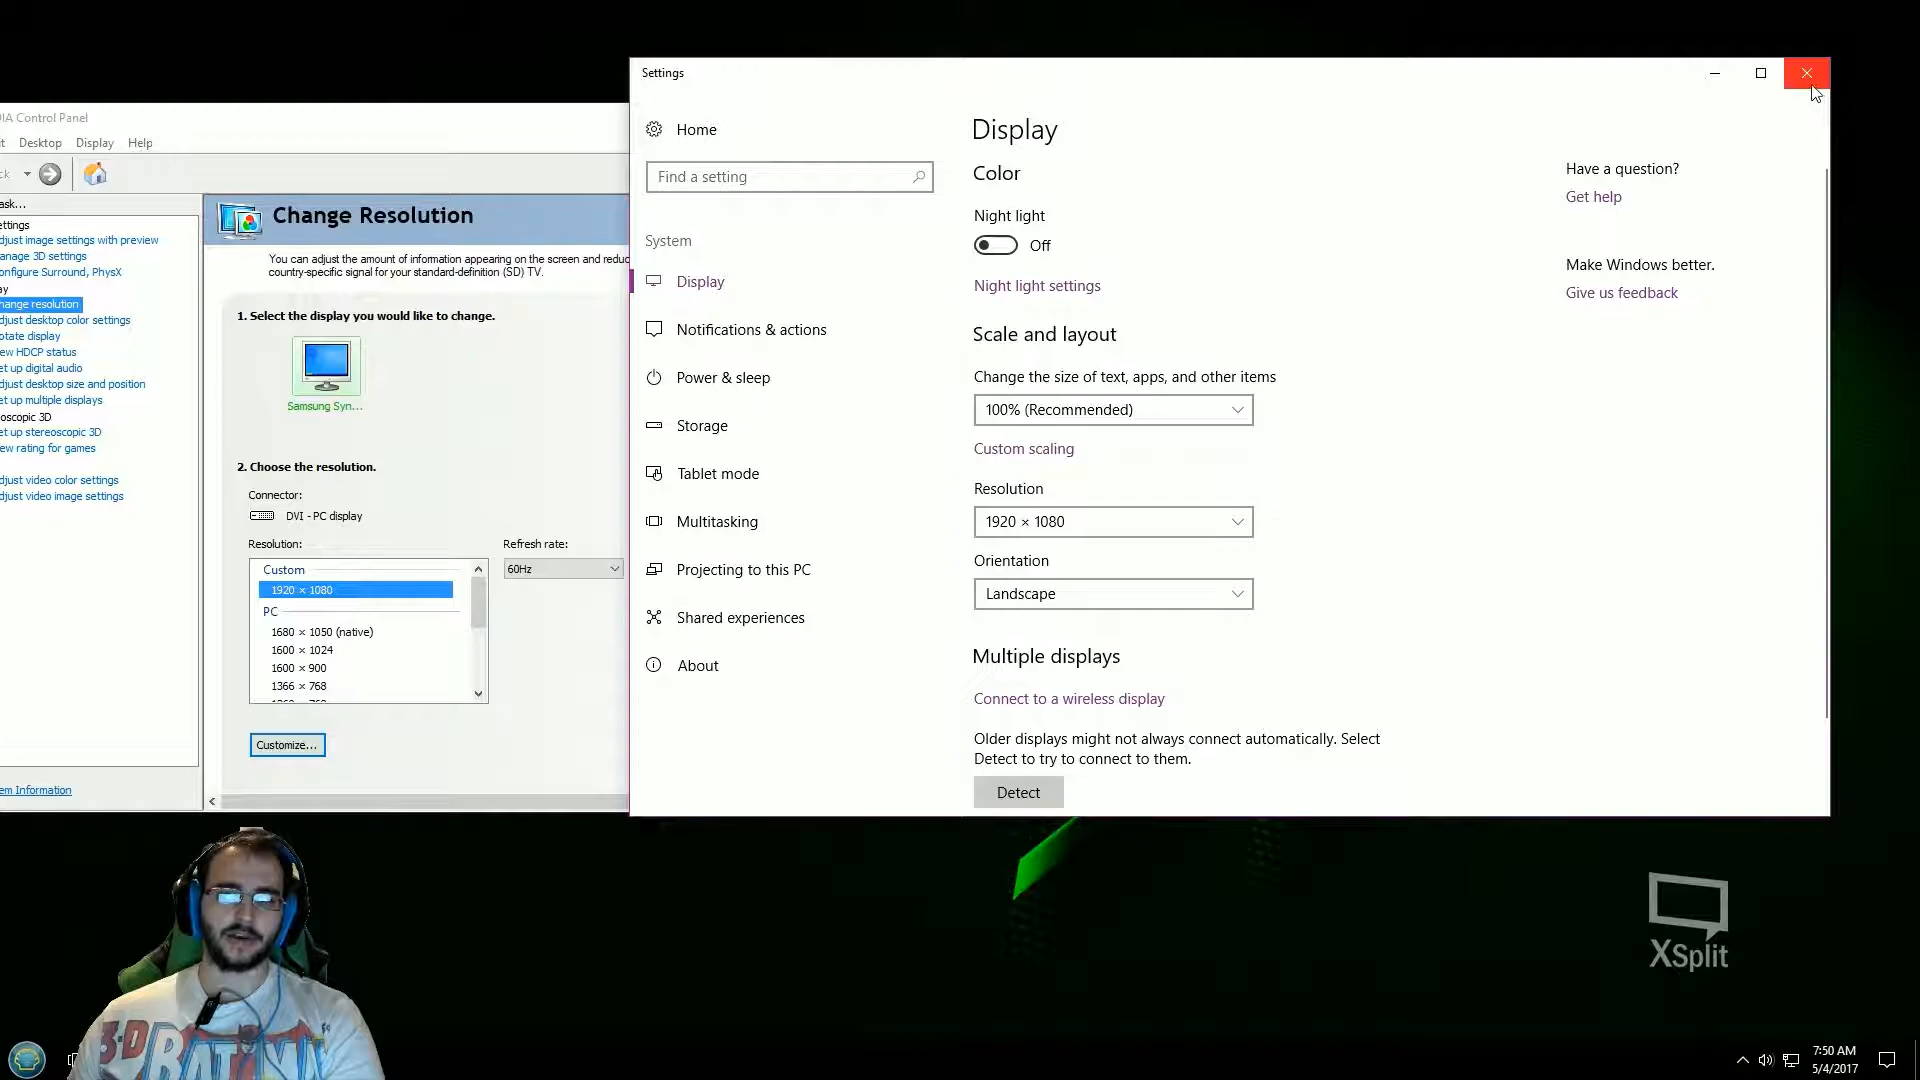 DIA Control Panel
t Desktop Display Help
ck
ask...
ettings
djust image settings with preview
anage 3D settings
onfigure Surround, PhysX
ay
hange resolution
djust desktop color settings
otate display
ew HDCP status
et up digital audio
djust desktop size and position
et up multiple displays
oscopic 3D
et up stereoscopic 3D
ew rating for games
djust video color settings
djust video image settings
em Information
Change Resolution
You can adjust the amount of information appearing on the screen and reduc
country-specific signal for your standard-definition (SD) TV.
1. Select the display you would like to change.
Samsung Syn...
2. Choose the resolution.
Connector:
DVI - PC display
Resolution:
Refresh rate:
60Hz
Custom
1920 × 1080
PC
1680 × 1050 (native)
1600 × 1024
1600 × 900
1366 × 768
Customize...
Settings
Home
Find a setting
System
Display
Notifications & actions
Power & sleep
Storage
Tablet mode
Multitasking
Projecting to this PC
Shared experiences
About
Display
Color
Night light
Off
Night light settings
Scale and layout
Change the size of text, apps, and other items
100% (Recommended)
Custom scaling
Resolution
1920 × 1080
Orientation
Landscape
Multiple displays
Connect to a wireless display
Older displays might not always connect automatically. Select
Detect to try to connect to them.
Detect
Have a question?
Get help
Make Windows better.
Give us feedback
XSplit
3-D
BATMA
7:50 AM
5/4/2017